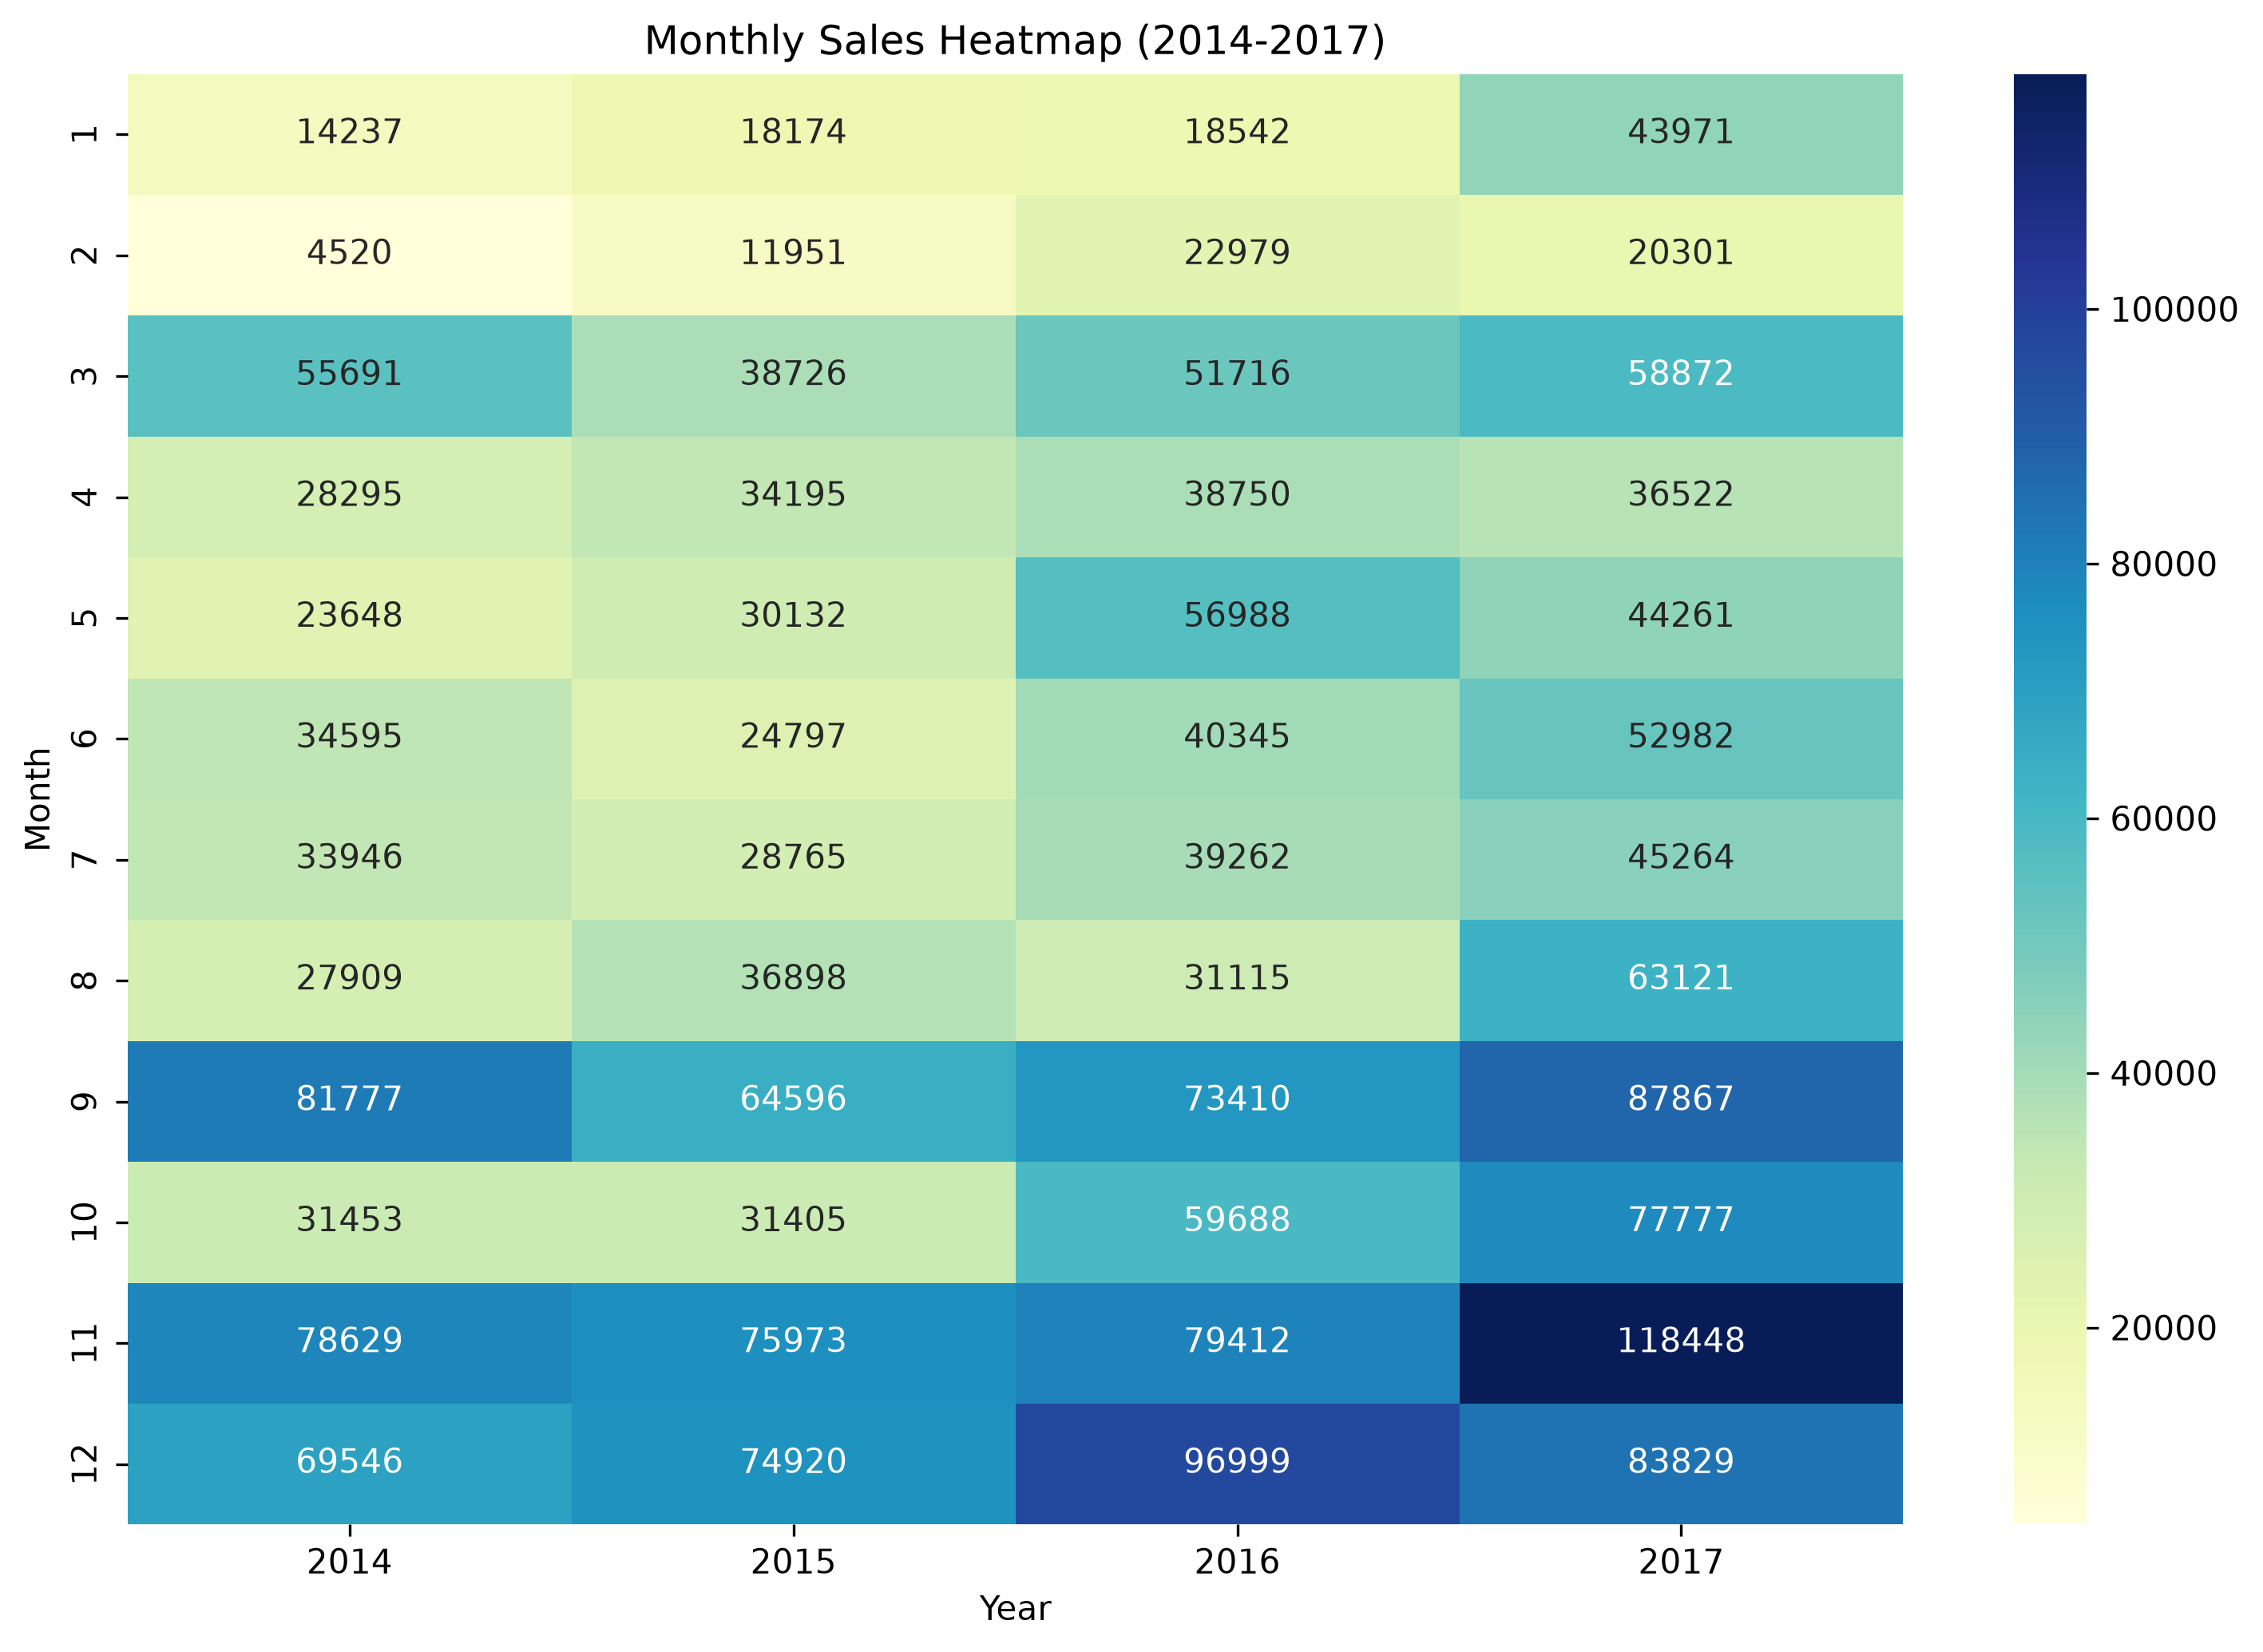 Monthly Sales Heatmap (2014-2017)
1 14237 18174 18542 43971
2 4520 11951 22979 20301
3 55691 38726 51716 58872
4 28295 34195 38750 36522
5 23648 30132 56988 44261
6 34595 24797 40345 52982
7 33946 28765 39262 45264
8 27909 36898 31115 63121
9 81777 64596 73410 87867
10 31453 31405 59688 77777
11 78629 75973 79412 118448
12 69546 74920 96999 83829
Month
2014 2015 2016 2017
Year
100000
80000
60000
40000
20000